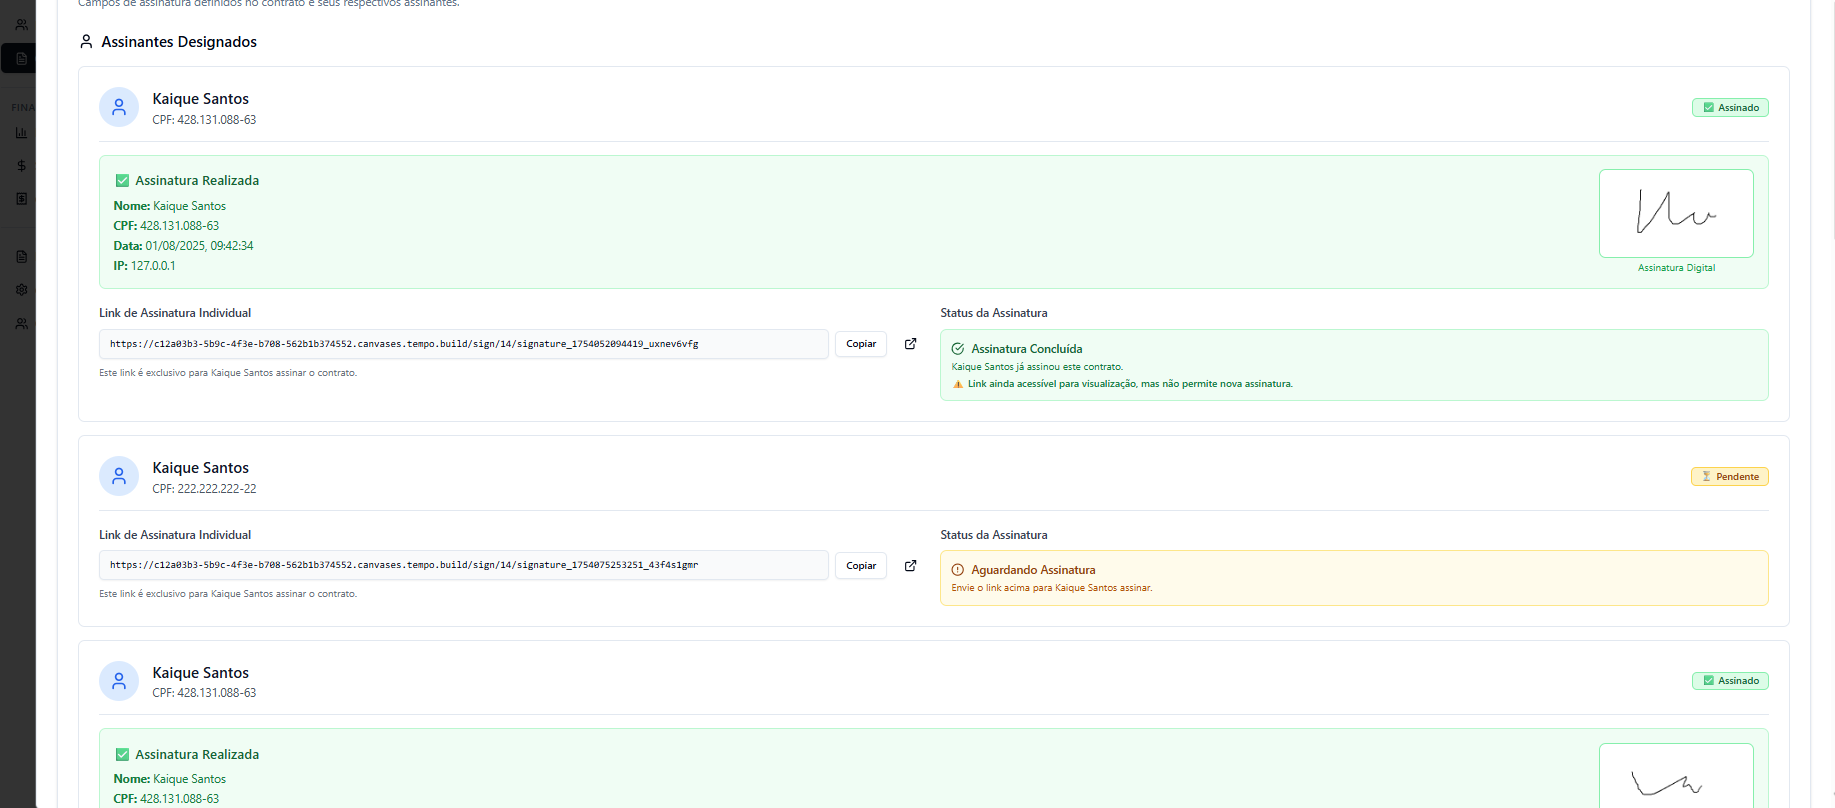 Campos de assinatura definidos no contrato e seus respectivos assinantes.
Assinantes Designados
FINA
Kaique Santos
CPF: 428.131.088-63
Assinado
Assinatura Realizada
Nome: Kaique Santos
CPF: 428.131.088-63
Data: 01/08/2025, 09:42:34
IP: 127.0.0.1
Assinatura Digital
Link de Assinatura Individual
https://c12a03b3-5b9c-4f3e-b708-562b1b374552.canvases.tempo.build/sign/14/signature_1754052094419_uxnev6vfg
Copiar
Este link é exclusivo para Kaique Santos assinar o contrato.
Status da Assinatura
Assinatura Concluída
Kaique Santos já assinou este contrato.
Link ainda acessível para visualização, mas não permite nova assinatura.
Kaique Santos
CPF: 222.222.222-22
Pendente
Link de Assinatura Individual
https://c12a03b3-5b9c-4f3e-b708-562b1b374552.canvases.tempo.build/sign/14/signature_1754075253251_43f4s1gmr
Copiar
Este link é exclusivo para Kaique Santos assinar o contrato.
Status da Assinatura
Aguardando Assinatura
Envie o link acima para Kaique Santos assinar.
Kaique Santos
CPF: 428.131.088-63
Assinado
Assinatura Realizada
Nome: Kaique Santos
CPF: 428.131.088-63